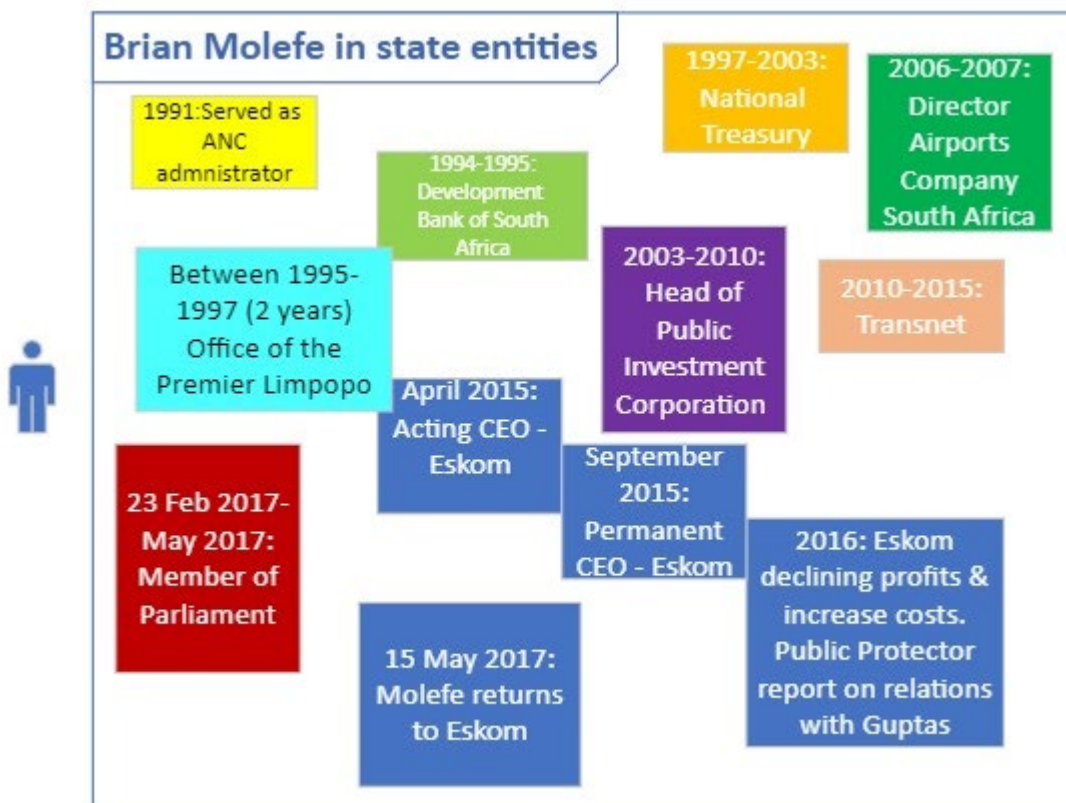 Brian Molefe in state entities
1991:Served as
ANC
admnistrator
1994-1995:
Development
Bank of South
Africa
1997-2003:
National
Treasury
2006-2007:
Director
Airports
Company
South Africa
Between 1995-
1997 (2 years)
Office of the
Premier Limpopo
2003-2010:
Head of
Public
Investment
Corporation
2010-2015:
Transnet
April 2015:
Acting CEO -
Eskom
September
2015:
Permanent
CEO - Eskom
23 Feb 2017-
May 2017:
Member of
Parliament
15 May 2017:
Molefe returns
to Eskom
2016: Eskom
declining profits &
increase costs.
Public Protector
report on relations
with Guptas